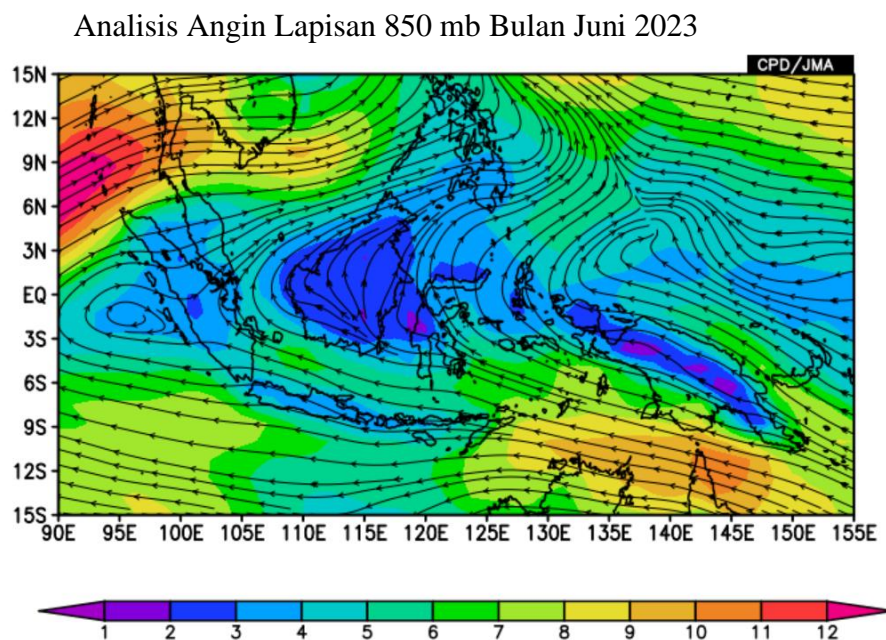 Analisis Angin Lapisan 850 mb Bulan Juni 2023
CPD/JMA
15N
12N
9N
6N
3N
EQ
3S
6S
9S
12S
15S
90E 95E 100E 105E 110E 115E 120E 125E 130E 135E 140E 145E 150E 155E
1 2 3 4 5 6 7 8 9 10 11 12